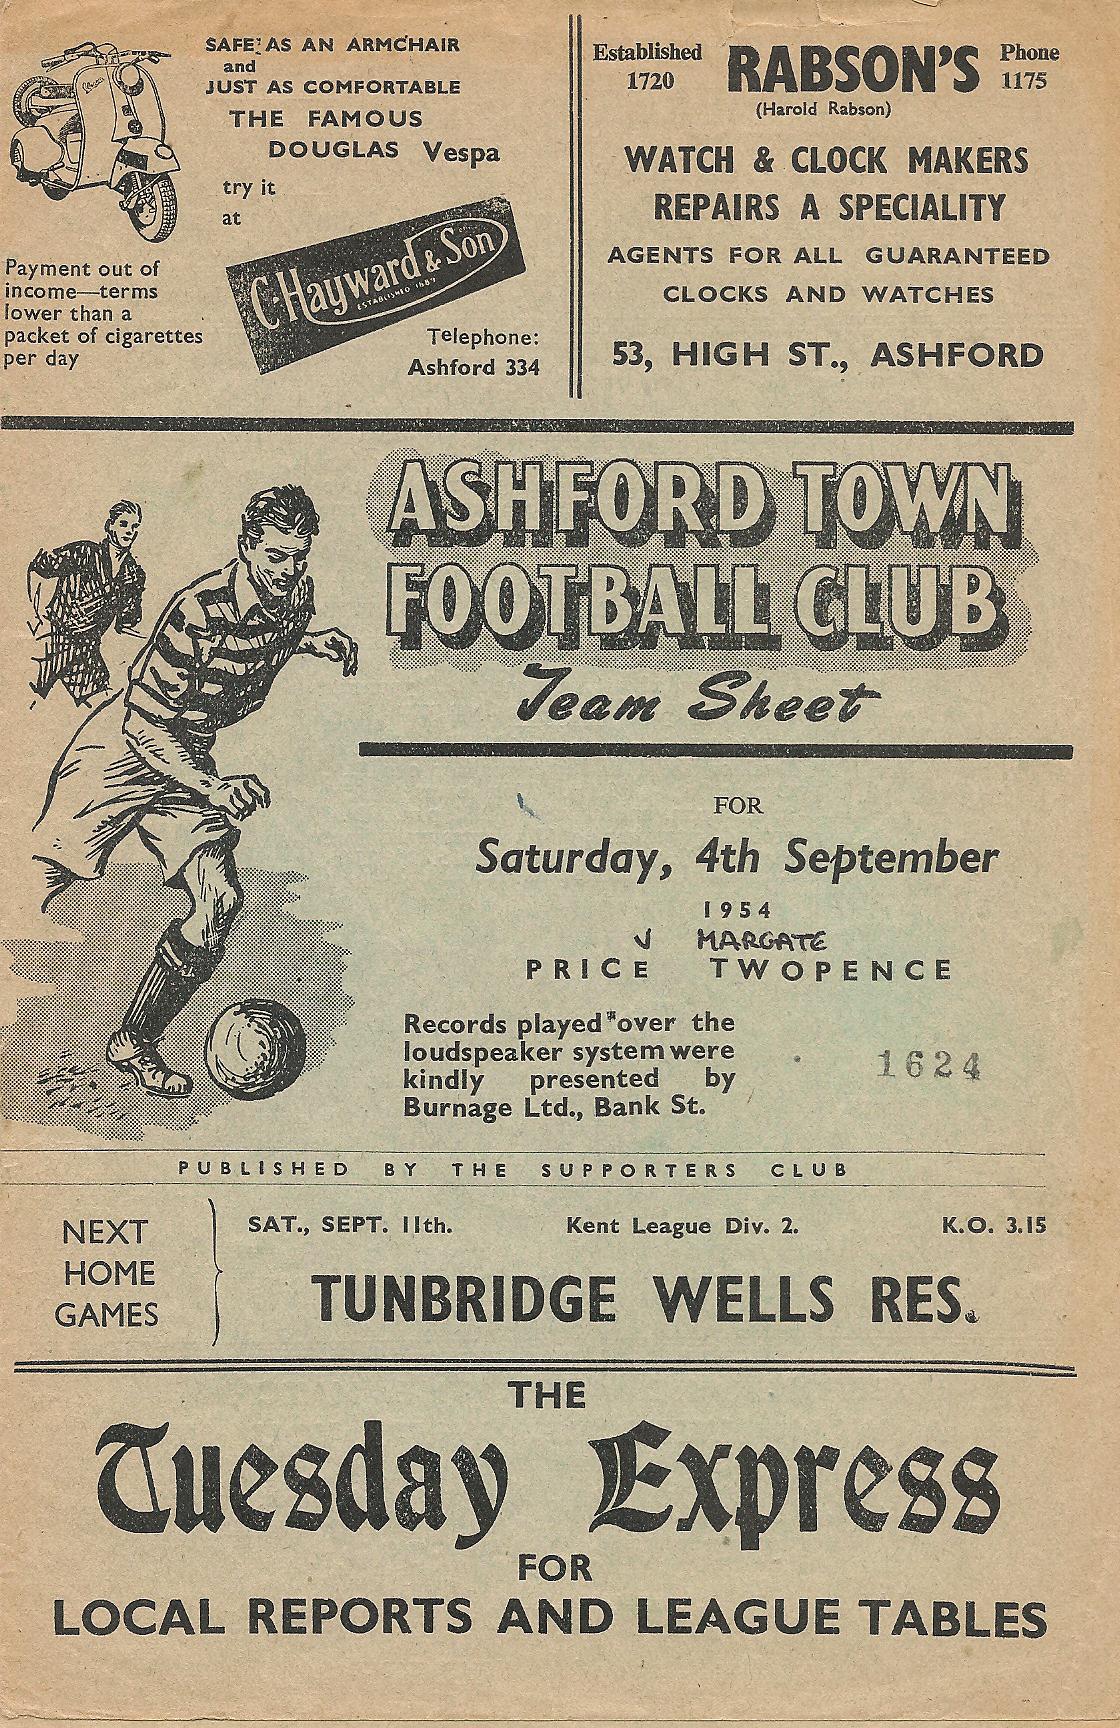 SAFE AS AN ARMCHAIR
and
JUST AS COMFORTABLE
THE FAMOUS
DOUGLAS Vespa
try it
at
C. Hayward & Son
ESTABLISHED 1887
Payment out of
income—terms
lower than a
packet of cigarettes
per day
Telephone:
Ashford 334
Established
1720
RABSON'S
Phone
1175
(Harold Rabson)
WATCH & CLOCK MAKERS
REPAIRS A SPECIALITY
AGENTS FOR ALL GUARANTEED
CLOCKS AND WATCHES
53, HIGH ST., ASHFORD
ASHFORD TOWN
FOOTBALL CLUB
Team Sheet
FOR
Saturday, 4th September
1954
V MARGATE
PRICE TWOPENCE
Records played over the
loudspeaker system were
kindly presented by
Burnage Ltd., Bank St.
1624
PUBLISHED BY THE SUPPORTERS CLUB
NEXT
HOME
GAMES
SAT., SEPT. 11th. Kent League Div. 2. K.O. 3.15
TUNBRIDGE WELLS RES.
THE
Tuesday Express
FOR
LOCAL REPORTS AND LEAGUE TABLES